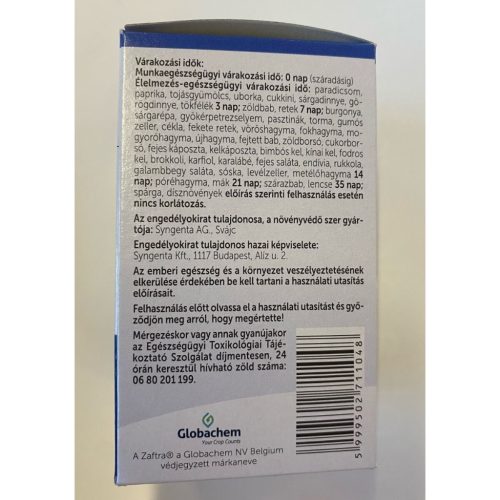 Várakozási idők:
Munkaegészségügyi várakozási idő: 0 nap (száradásig)
Élelmezés-egészségügyi várakozási idő: paradicsom,
paprika, tojásgyümölcs, uborka, cukkini, sárgadinnye, gö-
rögdinnye, tökfélék 3 nap; zöldbab, retek 7 nap; burgonya,
sárgarépa, gyökérpetrezselyem, pasztinák, torma, gumós
zeller, cékla, fekete retek, vöröshagyma, fokhagyma, mo-
gyoróhagyma, újhagyma, fejtett bab, zöldborsó, cukorbor-
só, fejes káposzta, kelkáposzta, bimbós kel, kínai kel, fodros
kel, brokkoli, karfiol, karalábé, fejes saláta, endívia, rukkola,
galambbegy saláta, sóska, levélzeller, metélőhagyma 14
nap; póréhagyma, mák 21 nap; szárazbab, lencse 35 nap;
spárga, dísznövények előírás szerinti felhasználás esetén
nincs korlátozás.
Az engedélyokirat tulajdonosa, a növényvédő szer gyár-
tója: Syngenta AG., Svájc
Engedélyokirat tulajdonos hazai képviselete:
Syngenta Kft., 1117 Budapest, Alíz u. 2.
Az emberi egészség és a környezet veszélyeztetésének
elkerülése érdekében be kell tartani a használati utasítás
előírásait.
Felhasználás előtt olvassa el a használati utasítást és győ-
ződjön meg arról, hogy megértette!
Mérgezéskor vagy annak gyanújakor
az Egészségügyi Toxikológiai Tájé-
koztató Szolgálat díjmentesen, 24
órán keresztül hívható zöld száma:
06 80 201 199.
5 999502 711048
Globachem
Your Crop Counts
A Zaftra® a Globachem NV Belgium
védjegyzett márkaneve